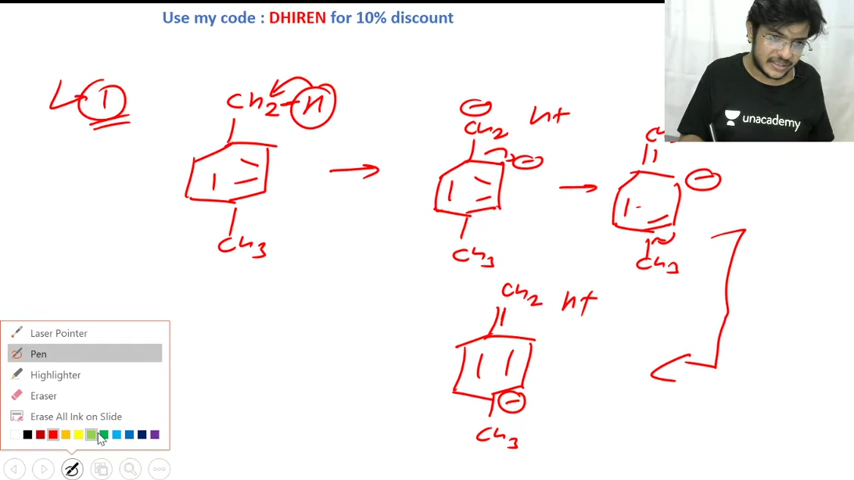 Use my code : DHIREN for 10% discount
I
CH2-H
CH3
⊖
CH2 H+
⊖
CH3
⊖
CH3
CH2 H+
⊖
CH3
unacademy
Laser Pointer
Pen
Highlighter
Eraser
Erase All Ink on Slide